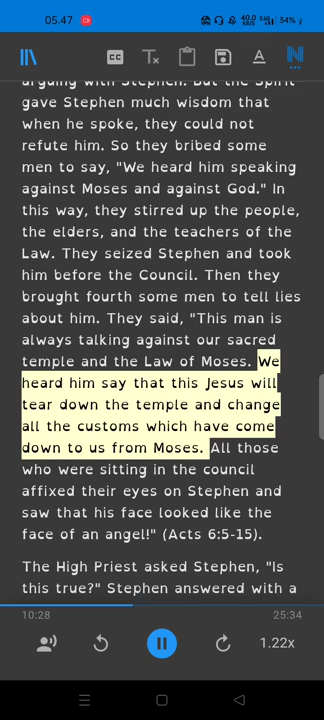 05.47
40.0
KB/S
34%
CC
T
A
N
arguing with Stephen. But the Spirit
gave Stephen much wisdom that
when he spoke, they could not
refute him. So they bribed some
men to say, "We heard him speaking
against Moses and against God." In
this way, they stirred up the people,
the elders, and the teachers of the
Law. They seized Stephen and took
him before the Council. Then they
brought fourth some men to tell lies
about him. They said, "This man is
always talking against our sacred
temple and the Law of Moses. We
heard him say that this Jesus will
tear down the temple and change
all the customs which have come
down to us from Moses. All those
who were sitting in the council
affixed their eyes on Stephen and
saw that his face looked like the
face of an angel!" (Acts 6:5-15).
The High Priest asked Stephen, "Is
this true?" Stephen answered with a
10:28
25:34
1.22x